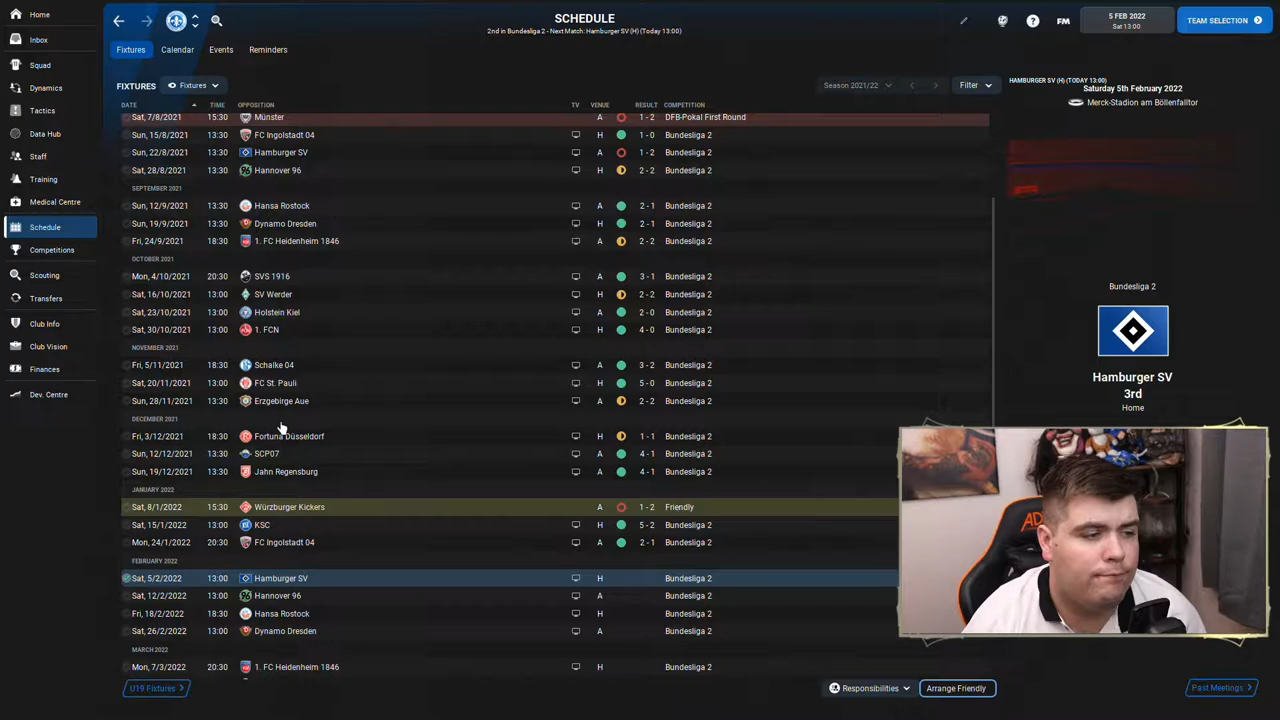 Home
Inbox
Squad
Dynamics
Tactics
Data Hub
Staff
Training
Medical Centre
Schedule
Competitions
Scouting
Transfers
Club Info
Club Vision
Finances
Dev. Centre
SCHEDULE
2nd in Bundesliga 2 - Next Match: Hamburger SV (H) (Today 13:00)
FM
5 FEB 2022
Sat 13:00
TEAM SELECTION
Fixtures Calendar Events Reminders
FIXTURES Fixtures Season 2021/22 Filter
DATE TIME OPPOSITION TV VENUE RESULT COMPETITION
Sat, 7/8/2021 15:30 Münster A 1 - 2 DFB-Pokal First Round
Sun, 15/8/2021 13:30 FC Ingolstadt 04 H 1 - 0 Bundesliga 2
Sun, 22/8/2021 13:30 Hamburger SV A 1 - 2 Bundesliga 2
Sat, 28/8/2021 13:30 Hannover 96 H 2 - 2 Bundesliga 2
SEPTEMBER 2021
Sun, 12/9/2021 13:30 Hansa Rostock A 2 - 1 Bundesliga 2
Sun, 19/9/2021 13:30 Dynamo Dresden H 2 - 1 Bundesliga 2
Fri, 24/9/2021 18:30 1. FC Heidenheim 1846 A 2 - 2 Bundesliga 2
OCTOBER 2021
Mon, 4/10/2021 20:30 SVS 1916 A 3 - 1 Bundesliga 2
Sat, 16/10/2021 13:00 SV Werder H 2 - 2 Bundesliga 2
Sat, 23/10/2021 13:00 Holstein Kiel A 2 - 0 Bundesliga 2
Sat, 30/10/2021 13:00 1. FCN H 4 - 0 Bundesliga 2
NOVEMBER 2021
Fri, 5/11/2021 18:30 Schalke 04 A 3 - 2 Bundesliga 2
Sat, 20/11/2021 13:00 FC St. Pauli H 5 - 0 Bundesliga 2
Sun, 28/11/2021 13:30 Erzgebirge Aue A 2 - 2 Bundesliga 2
DECEMBER 2021
Fri, 3/12/2021 18:30 Fortuna Düsseldorf H 1 - 1 Bundesliga 2
Sun, 12/12/2021 13:30 SCP07 A 4 - 1 Bundesliga 2
Sun, 19/12/2021 13:30 Jahn Regensburg H 4 - 1 Bundesliga 2
JANUARY 2022
Sat, 8/1/2022 15:30 Würzburger Kickers A 1 - 2 Friendly
Sat, 15/1/2022 13:00 KSC H 5 - 2 Bundesliga 2
Mon, 24/1/2022 20:30 FC Ingolstadt 04 A 2 - 1 Bundesliga 2
FEBRUARY 2022
Sat, 5/2/2022 13:00 Hamburger SV H Bundesliga 2
Sat, 12/2/2022 13:00 Hannover 96 A Bundesliga 2
Fri, 18/2/2022 18:30 Hansa Rostock H Bundesliga 2
Sat, 26/2/2022 13:00 Dynamo Dresden A Bundesliga 2
MARCH 2022
Mon, 7/3/2022 20:30 1. FC Heidenheim 1846 H Bundesliga 2
U19 Fixtures
Responsibilities
Arrange Friendly
Past Meetings
HAMBURGER SV (H) (TODAY 13:00)
Saturday 5th February 2022
Merck-Stadion am Böllenfalltor
Bundesliga 2
Hamburger SV
3rd
Home